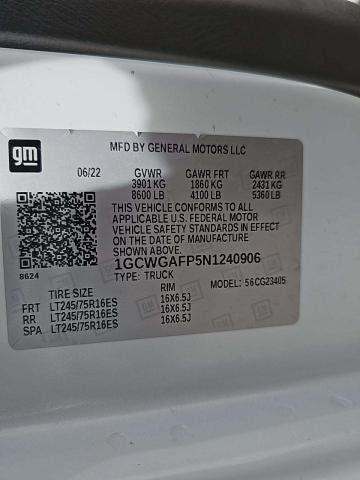 gm
MFD BY GENERAL MOTORS LLC
06/22 GVWR GAWR FRT GAWR RR
3901 KG 1860 KG 2431 KG
8600 LB 4100 LB 5360 LB
THIS VEHICLE CONFORMS TO ALL
APPLICABLE U.S. FEDERAL MOTOR
VEHICLE SAFETY STANDARDS IN
EFFECT ON THE DATE OF MANUFACTURE
SHOWN ABOVE.
8624
1GCWGAFP5N1240906
TYPE: TRUCK
TIRE SIZE RIM MODEL: 56CG23405
FRT LT245/75R16ES 16X6.5J
RR LT245/75R16ES 16X6.5J
SPA LT245/75R16ES 16X6.5J